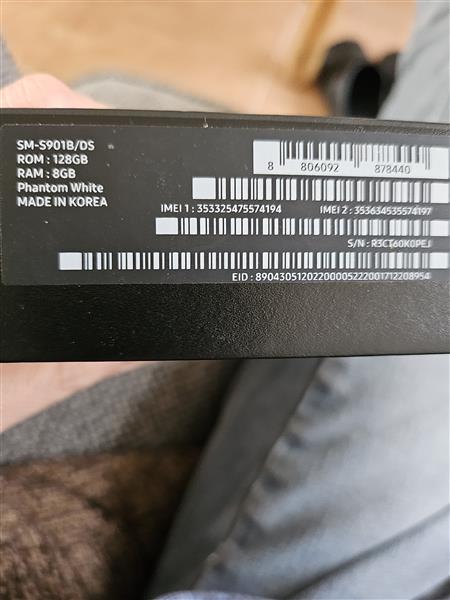 SM-S901B/DS
ROM : 128GB
RAM : 8GB
Phantom White
MADE IN KOREA
8 806092 878440
IMEI 1 : 353325475574194 IMEI 2 : 353634535574197
S/N : R3CT60K0PEJ
EID : 89043051202200005222001712208954